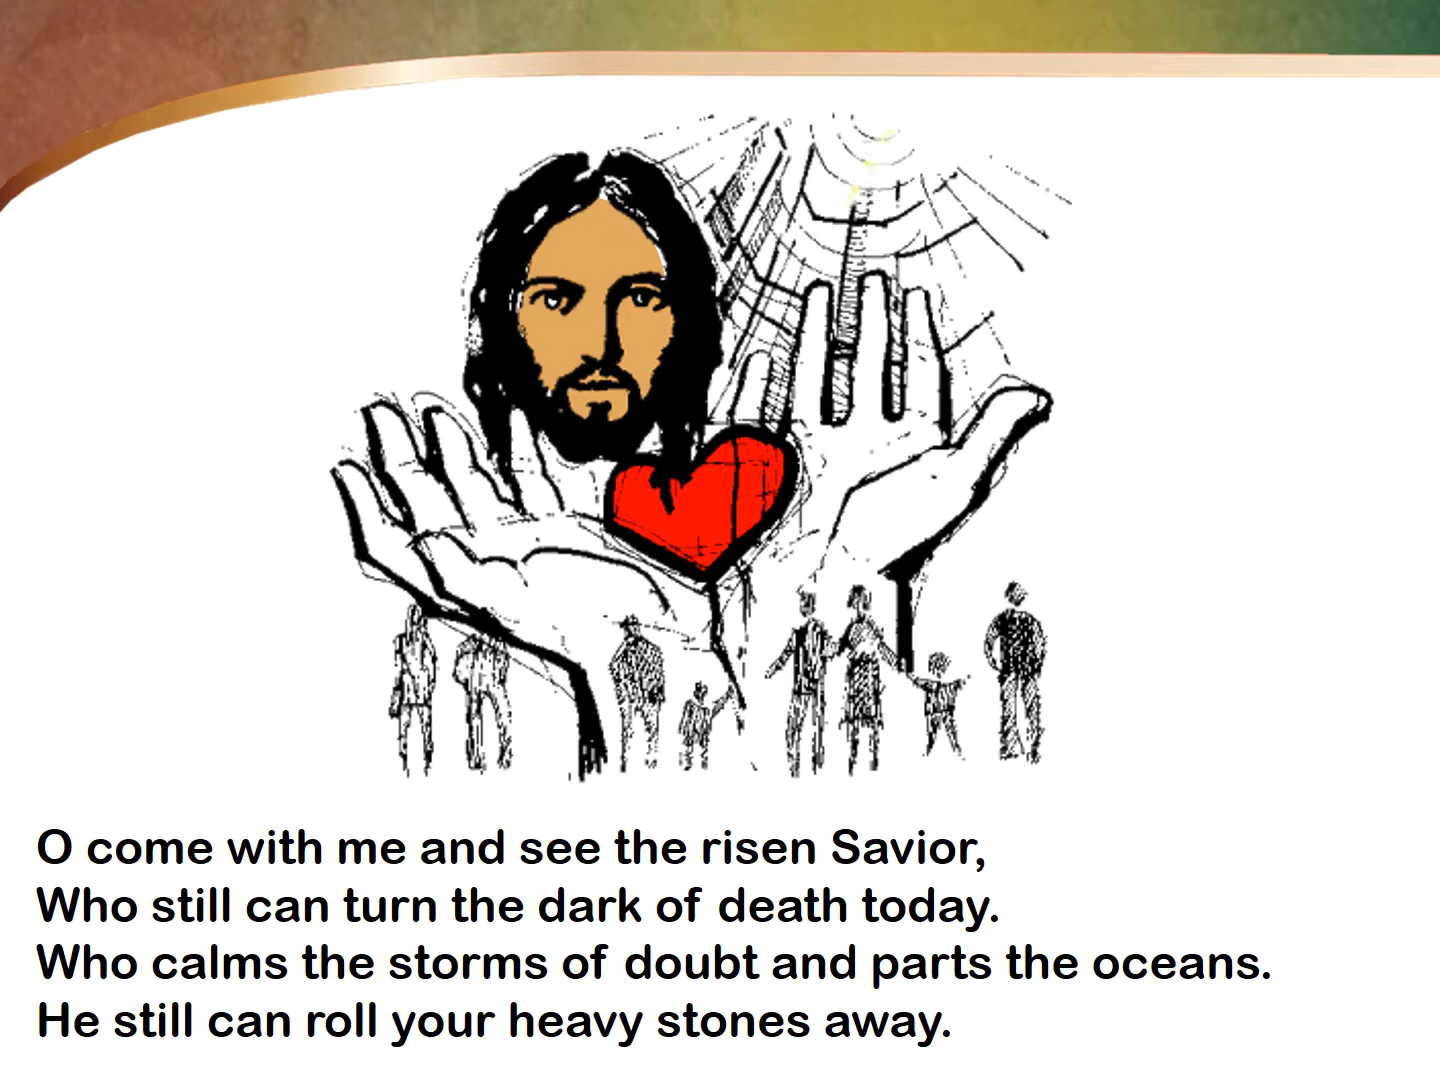 O come with me and see the risen Savior,
Who still can turn the dark of death today.
Who calms the storms of doubt and parts the oceans.
He still can roll your heavy stones away.